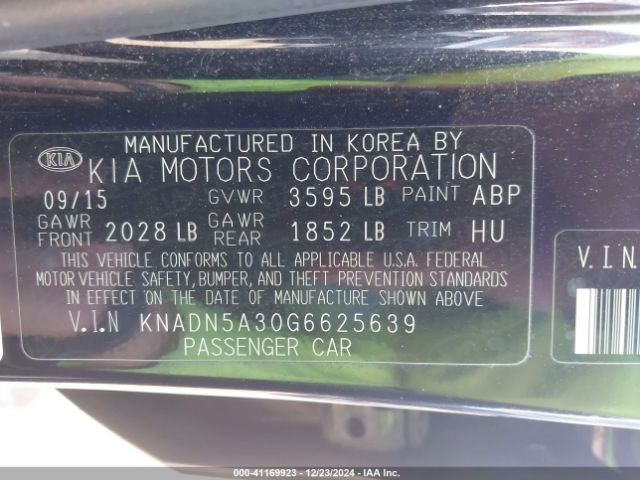 MANUFACTURED IN KOREA BY
KIA KIA MOTORS CORPORATION
09/15 GVWR 3595 LB PAINT ABP
GAWR FRONT 2028 LB GAWR REAR 1852 LB TRIM HU
THIS VEHICLE CONFORMS TO ALL APPLICABLE U.S.A. FEDERAL
MOTOR VEHICLE SAFETY, BUMPER, AND THEFT PREVENTION STANDARDS
IN EFFECT ON THE DATE OF MANUFACTURE SHOWN ABOVE
V.I.N KNADN5A30G6625639
PASSENGER CAR
V.I.N
000-41169923 - 12/23/2024 - IAA